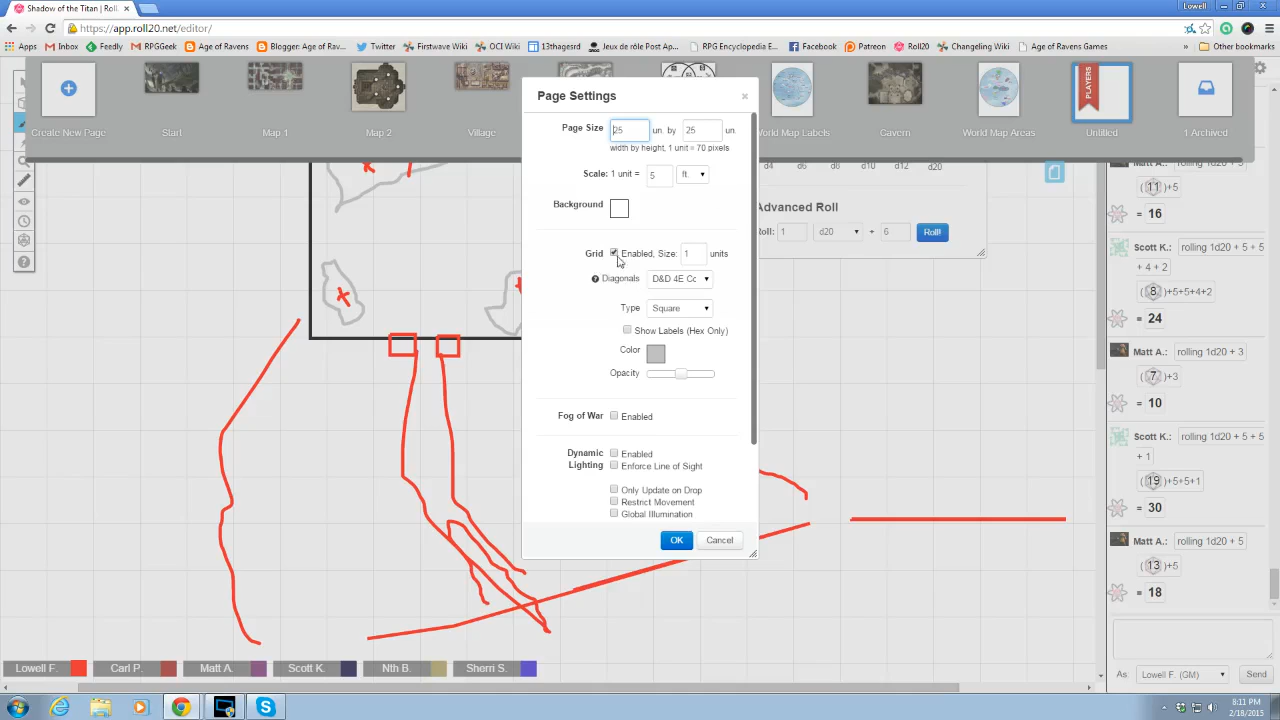 Shadow of the Titan | Roll
Lowell
https://app.roll20.net/editor/
Apps
Inbox
Feedly
RPGGeek
Age of Ravens
Blogger: Age of Rav...
Twitter
Firstwave Wiki
OCI Wiki
13thagesrd
Jeux de rôle Post Ap...
RPG Encyclopedia E...
Facebook
Patreon
Roll20
Changeling Wiki
Age of Ravens Games
Other bookmarks
PLAYERS
Create New Page
Start
Map 1
Map 2
Village
World Map Labels
Cavern
World Map Areas
Untitled
1 Archived
Page Settings
Page Size 25 un. by 25 un.
width by height, 1 unit = 70 pixels
Scale: 1 unit = 5 ft.
Background
Grid Enabled, Size: 1 units
Diagonals D&D 4E Cc
Type Square
Show Labels (Hex Only)
Color
Opacity
Fog of War Enabled
Dynamic Lighting
Enabled
Enforce Line of Sight
Only Update on Drop
Restrict Movement
Global Illumination
OK Cancel
d4 d6 d8 d10 d12 d20
Advanced Roll
Roll: 1 d20 + 6 Roll!
Matt A.: rolling 1d20 + 5
(11)+5
= 16
Scott K.: rolling 1d20 + 5 + 5
+ 4 + 2
(8)+5+5+4+2
= 24
Matt A.: rolling 1d20 + 3
(7)+3
= 10
Scott K.: rolling 1d20 + 5 + 5
+ 1
(19)+5+5+1
= 30
Matt A.: rolling 1d20 + 5
(13)+5
= 18
As: Lowell F. (GM) Send
Lowell F.
Carl P.
Matt A.
Scott K.
Nth B.
Sherri S.
8:11 PM
2/18/2015